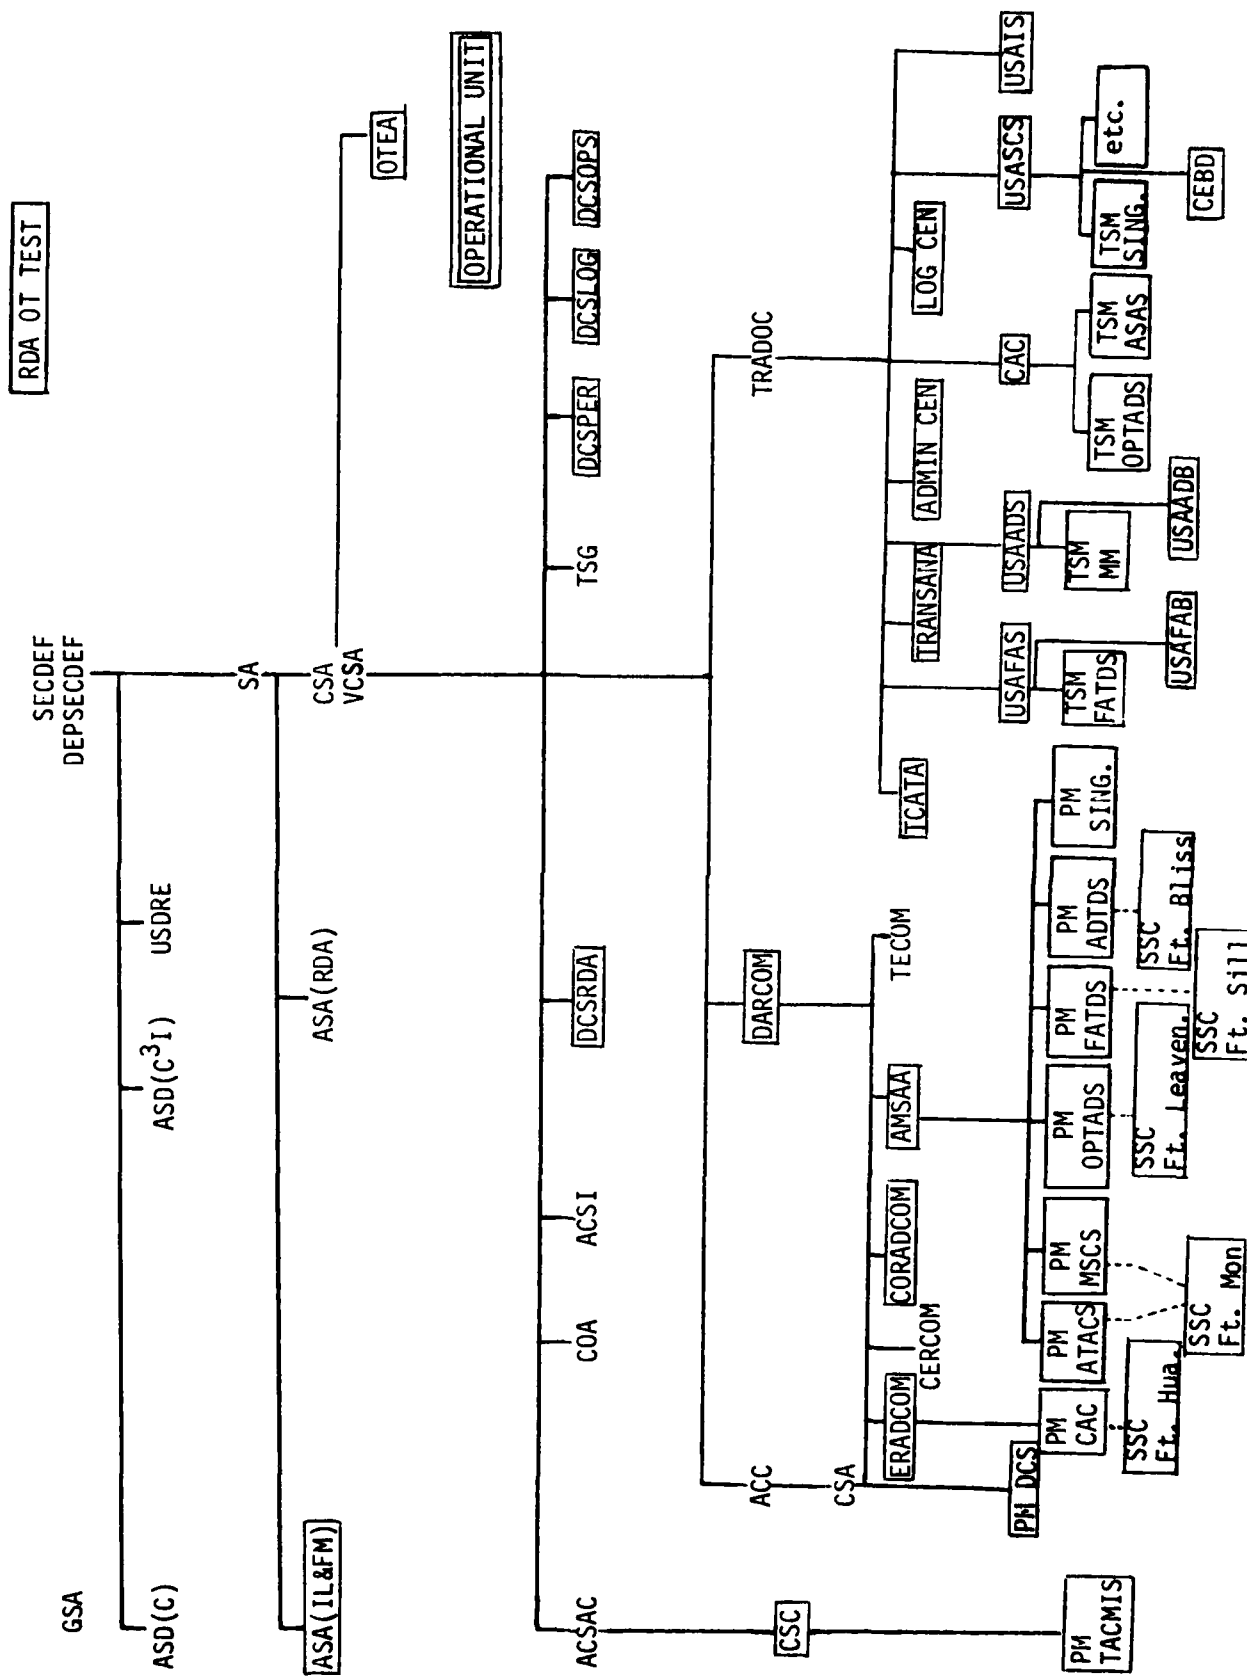 RDA OT TEST
GSA
SECDEF
DEPSECDEF
ASD(C)
ASD(C³I)
USDRE
SA
ASA(IL&FM)
ASA(RDA)
CSA
VCSA
OTEA
OPERATIONAL UNIT
ACSAC
COA
ACSI
DCSRDA
TSG
DCSPER
DCSLOG
DCSOPS
ACC
DARCOM
TRADOC
CSC
CSA
ERADCOM
CERCOM
CORADCOM
AMSAA
TECOM
TCATA
TRANSANA
ADMIN CEN
LOG CEN
PM DCS
USAFAS
USAADS
CAC
USASCS
USAIS
PM
TACMIS
PM
CAC
PM
ATACS
PM
MSCS
PM
OPTADS
PM
FATDS
PM
ADTDS
PM
SING.
TSM
FATDS
TSM
MM
TSM
OPTADS
TSM
ASAS
TSM
SING.
etc.
SSC
Ft. Hua.
SSC
Ft. Mon
SSC
Ft. Leaven.
SSC
Ft. Sill
SSC
Ft. Bliss
USAFAB
USAADB
CEBD